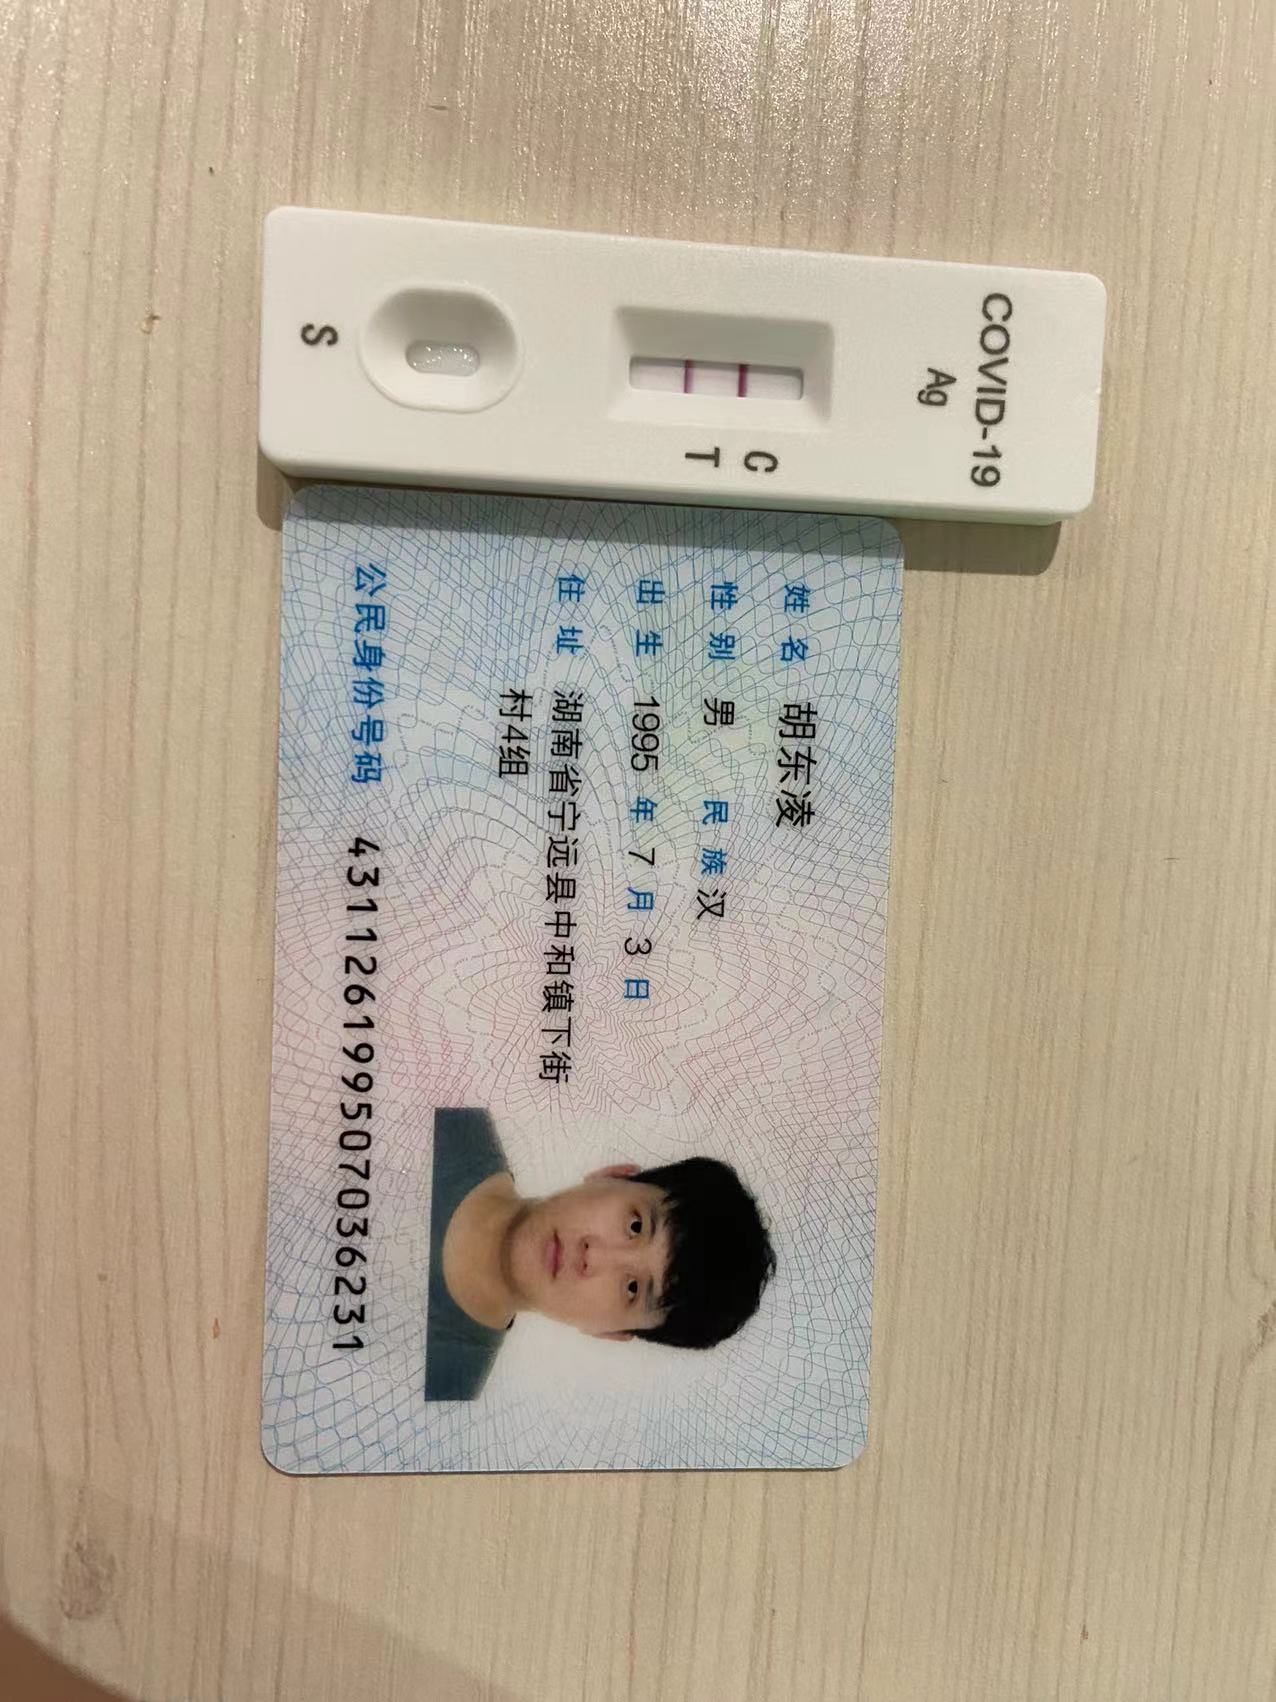 COVID-19
Ag
C
T
S
姓名 胡东凌
性别 男 民族 汉
出生 1995 年 7 月 3 日
住址 湖南省宁远县中和镇下街
村4组
公民身份号码 431126199507036231